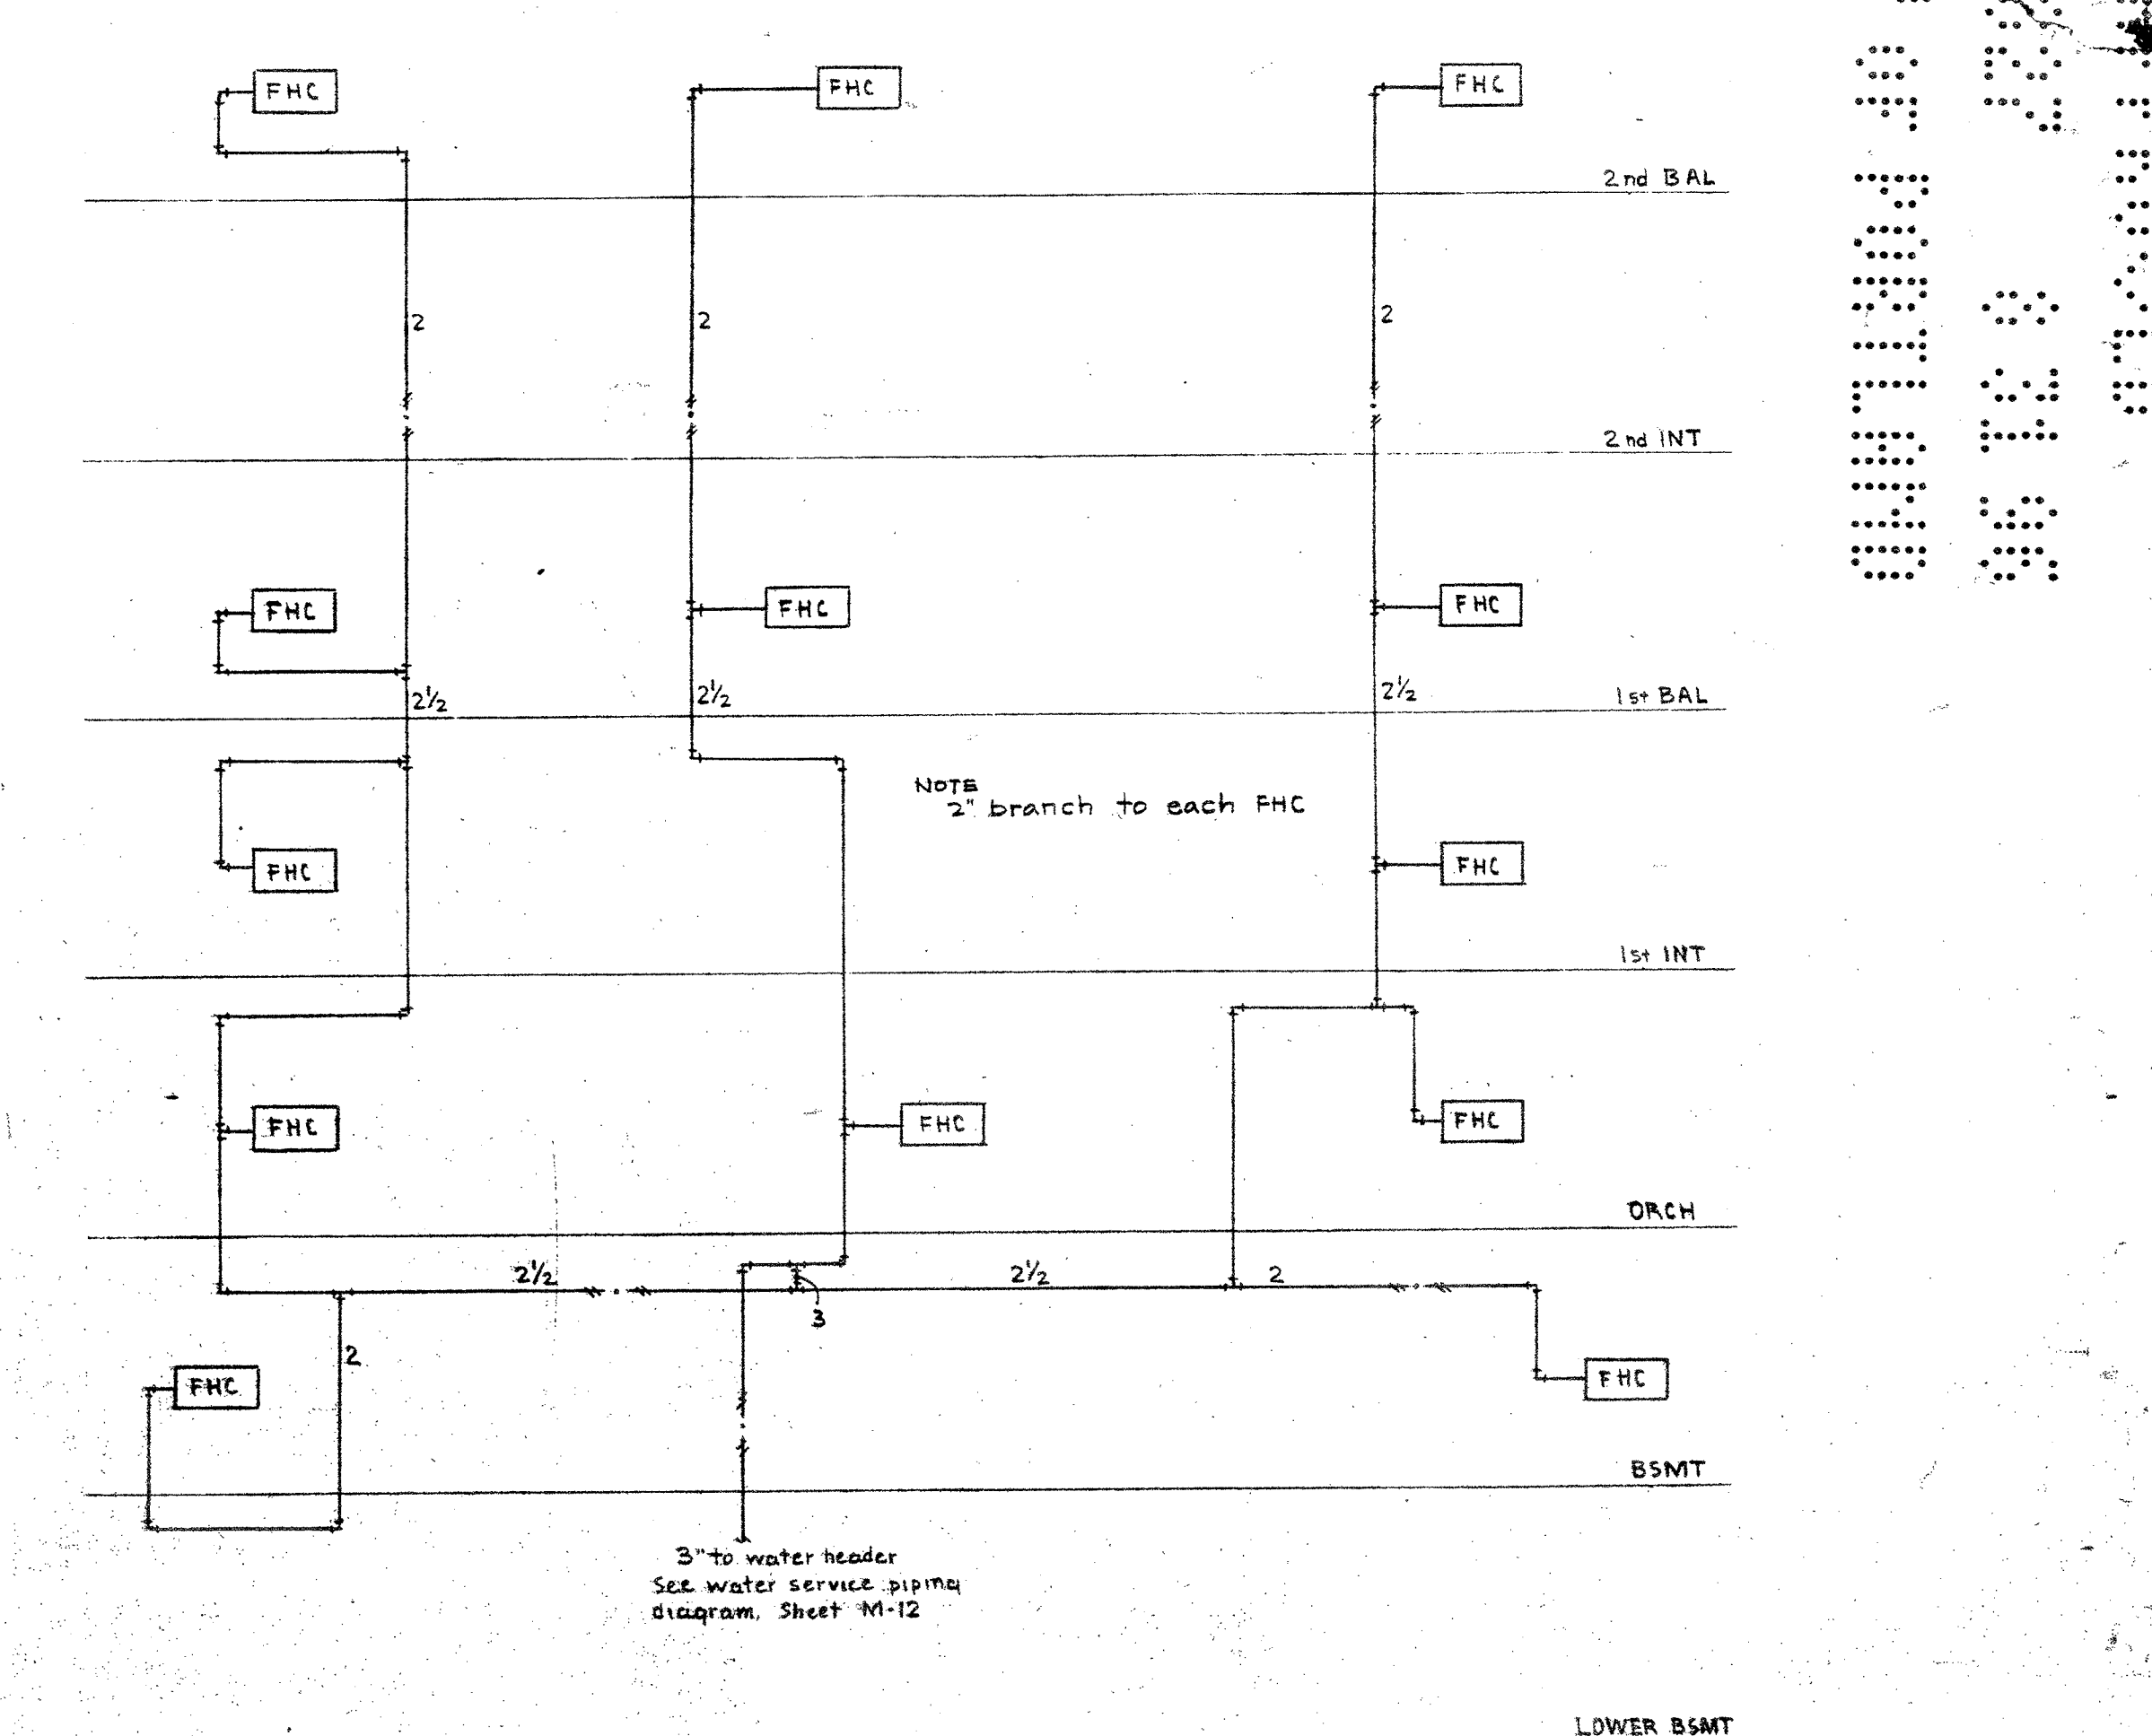 FHC
FHC
FHC
2nd BAL
2
2
2
2nd INT
FHC
FHC
FHC
2½
2½
2½
1st BAL
NOTE
2" branch to each FHC
FHC
FHC
1st INT
FHC
FHC
FHC
ORCH
2½
2½
2
3
2
FHC
FHC
BSMT
3" to water header
See water service piping
diagram, Sheet M-12
LOWER BSMT